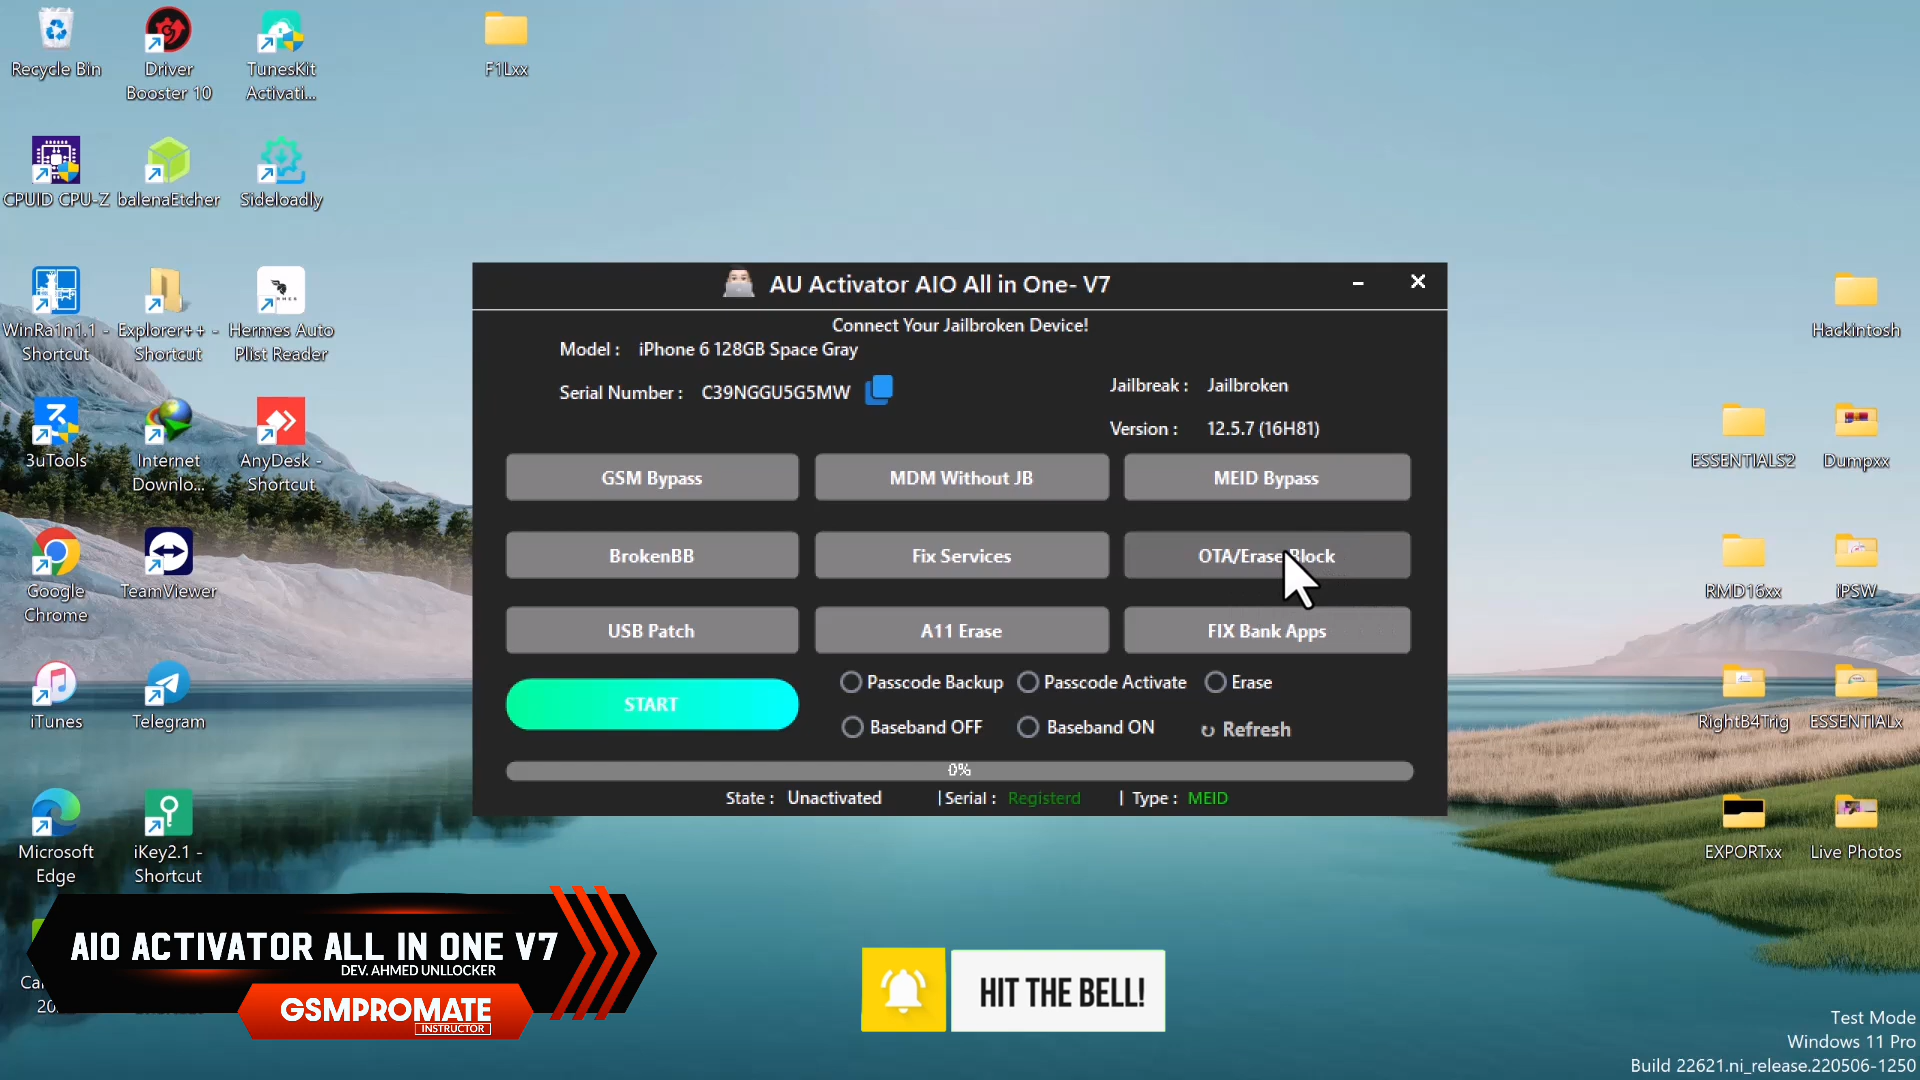 Recycle Bin
Driver
Booster 10
TunesKit
Activati...
F1Lxx
CPUID CPU-Z
balenaEtcher
Sideloadly
WinRa1n1.1 -
Shortcut
Explorer++ -
Shortcut
Hermes Auto
Plist Reader
3uTools
Internet
Downlo...
AnyDesk -
Shortcut
Google
Chrome
TeamViewer
iTunes
Telegram
Microsoft
Edge
iKey2.1 -
Shortcut
AU Activator AIO All in One- V7
Connect Your Jailbroken Device!
Model : iPhone 6 128GB Space Gray
Serial Number : C39NGGU5G5MW
Jailbreak : Jailbroken
Version : 12.5.7 (16H81)
GSM Bypass
MDM Without JB
MEID Bypass
BrokenBB
Fix Services
OTA/Erase Block
USB Patch
A11 Erase
FIX Bank Apps
START
Passcode Backup
Passcode Activate
Erase
Baseband OFF
Baseband ON
Refresh
0%
State : Unactivated | Serial : Registerd | Type : MEID
Hackintosh
ESSENTIALS2
Dumpxx
RMD16xx
iPSW
RightB4Trig
ESSENTIALx
EXPORTxx
Live Photos
AIO ACTIVATOR ALL IN ONE V7
DEV. AHMED UNLLOCKER
GSMPROMATE
INSTRUCTOR
HIT THE BELL!
Test Mode
Windows 11 Pro
Build 22621.ni_release.220506-1250